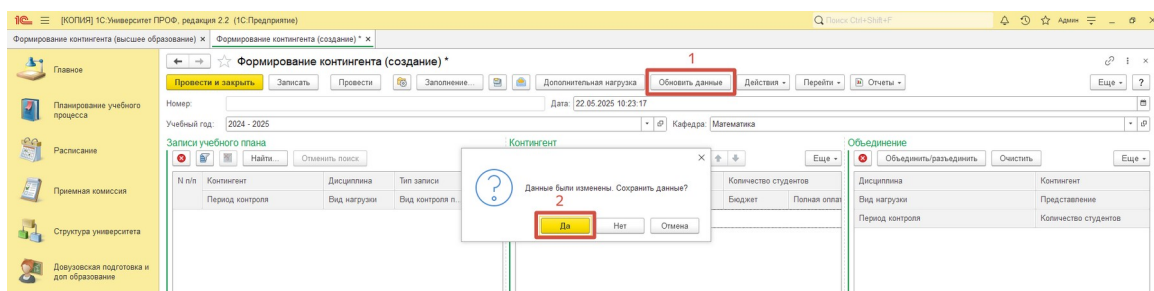 1С [КОПИЯ] 1С:Университет ПРОФ, редакция 2.2 (1С:Предприятие) Поиск Ctrl+Shift+F Админ
Формирование контингента (высшее образование) × Формирование контингента (создание) * ×
1
Главное
Формирование контингента (создание) *
Провести и закрыть Записать Провести Заполнение... Дополнительная нагрузка Обновить данные Действия Перейти Отчеты Еще ?
Планирование учебного процесса
Номер: Дата: 22.05.2025 10:23:17
Учебный год: 2024 - 2025 Кафедра: Математика
Расписание
Записи учебного плана Контингент Объединение
Найти... Отменить поиск Еще Объединить/разъединить Очистить Еще
N п/п Контингент Дисциплина Тип записи Количество студентов Дисциплина Контингент
Приемная комиссия
Период контроля Вид нагрузки Вид контроля п... Бюджет Полная оплат Вид нагрузки Представление
Период контроля Количество студентов
Данные были изменены. Сохранить данные?
2
Да Нет Отмена
Структура университета
Довузовская подготовка и доп образование